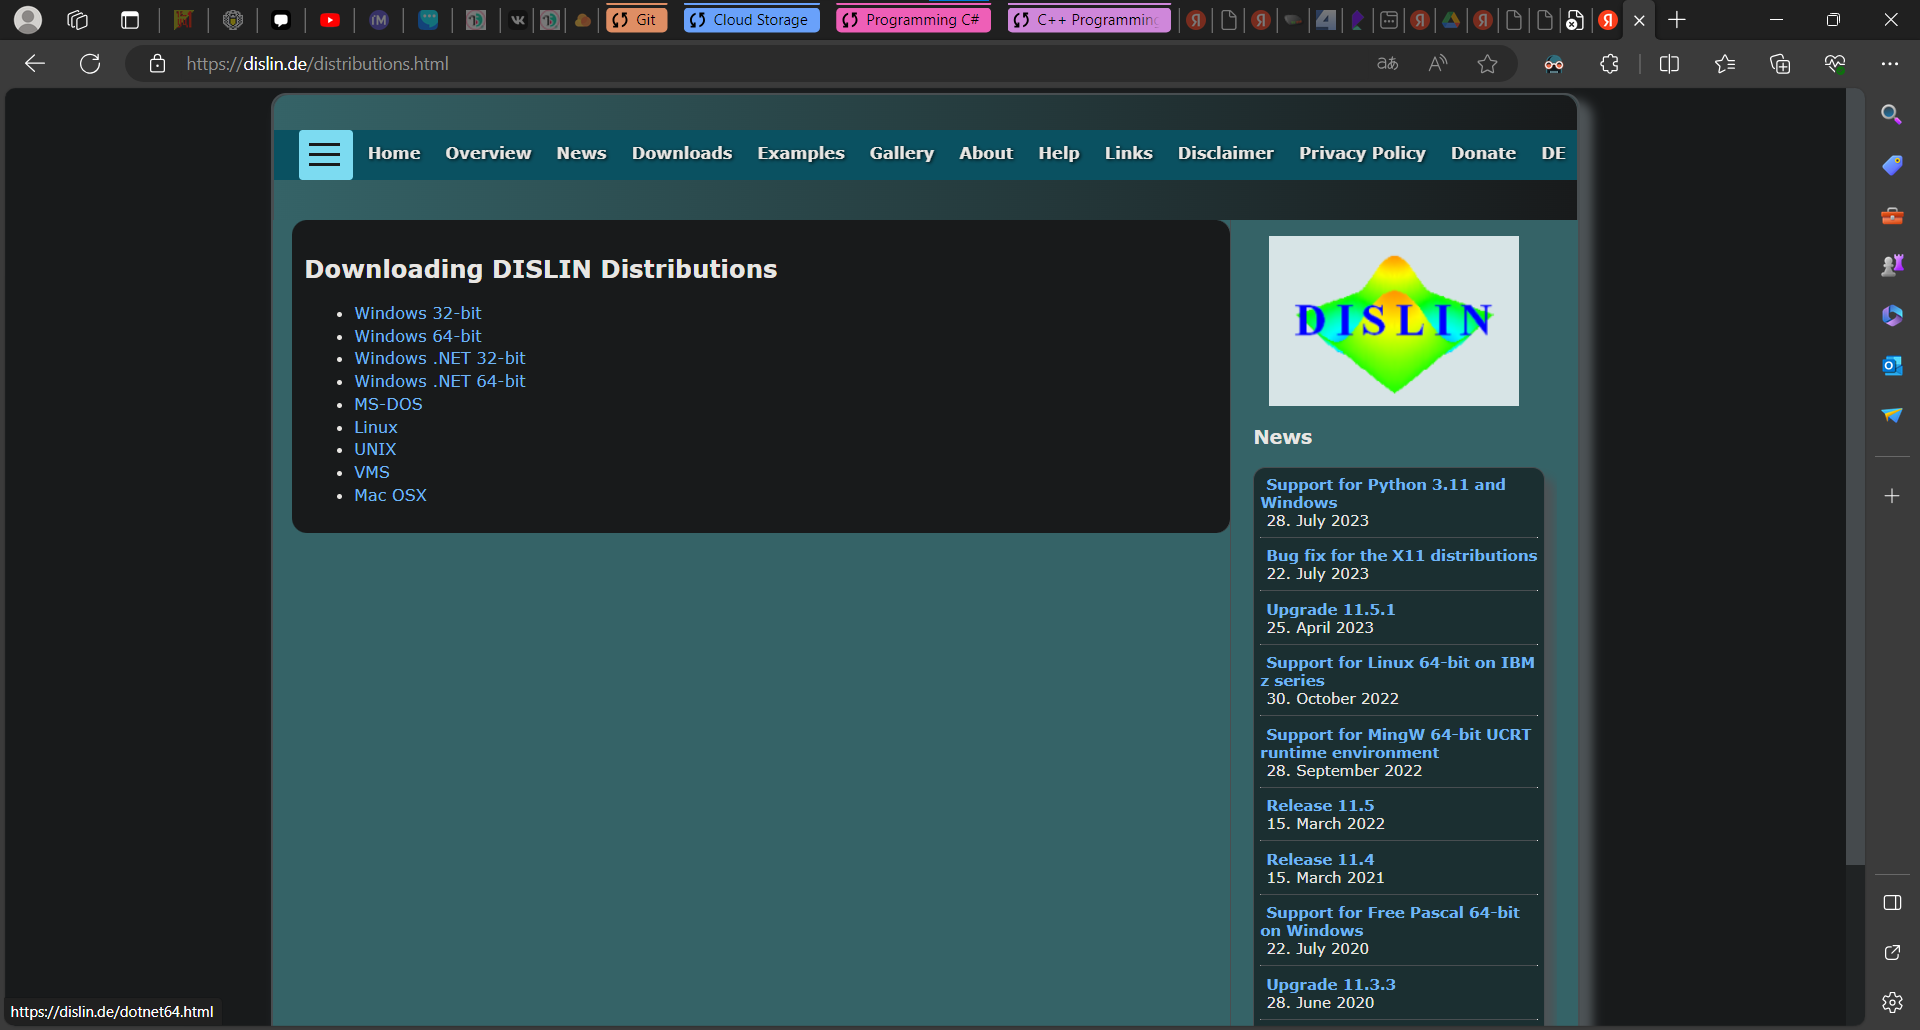 Git
Cloud Storage
Programming C#
C++ Programming
https://dislin.de/distributions.html
Home Overview News Downloads Examples Gallery About Help Links Disclaimer Privacy Policy Donate DE
Downloading DISLIN Distributions
Windows 32-bit
Windows 64-bit
Windows .NET 32-bit
Windows .NET 64-bit
MS-DOS
Linux
UNIX
VMS
Mac OSX
DISLIN
News
Support for Python 3.11 and
Windows
28. July 2023
Bug fix for the X11 distributions
22. July 2023
Upgrade 11.5.1
25. April 2023
Support for Linux 64-bit on IBM
z series
30. October 2022
Support for MingW 64-bit UCRT
runtime environment
28. September 2022
Release 11.5
15. March 2022
Release 11.4
15. March 2021
Support for Free Pascal 64-bit
on Windows
22. July 2020
Upgrade 11.3.3
28. June 2020
https://dislin.de/dotnet64.html